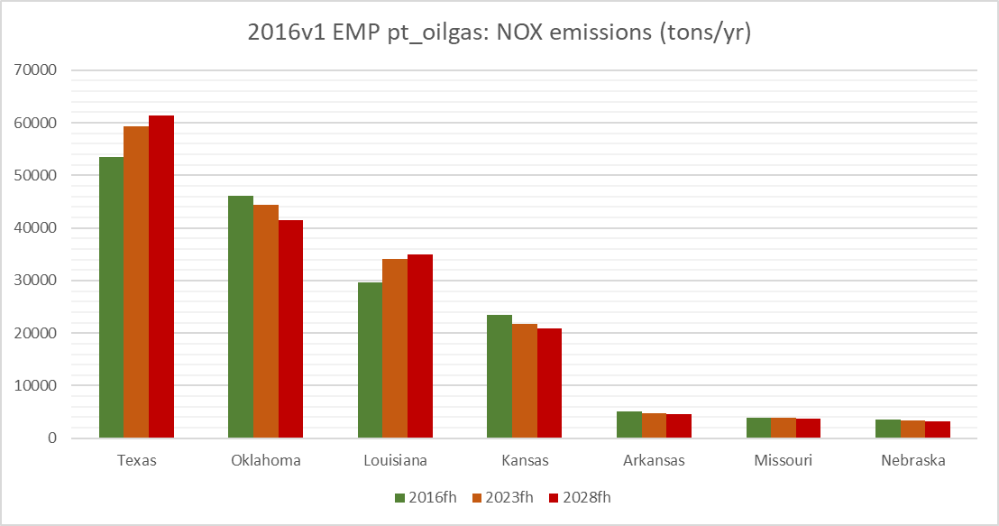 2016v1 EMP pt_oilgas: NOX emissions (tons/yr)
70000
60000
50000
40000
30000
20000
10000
0
Texas Oklahoma Louisiana Kansas Arkansas Missouri Nebraska
2016fh 2023fh 2028fh